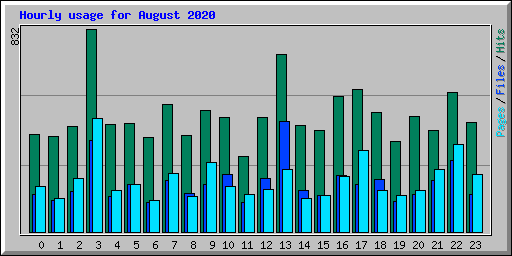 Hourly usage for August 2020
832
Pages/Files/Hits
0 1 2 3 4 5 6 7 8 9 10 11 12 13 14 15 16 17 18 19 20 21 22 23